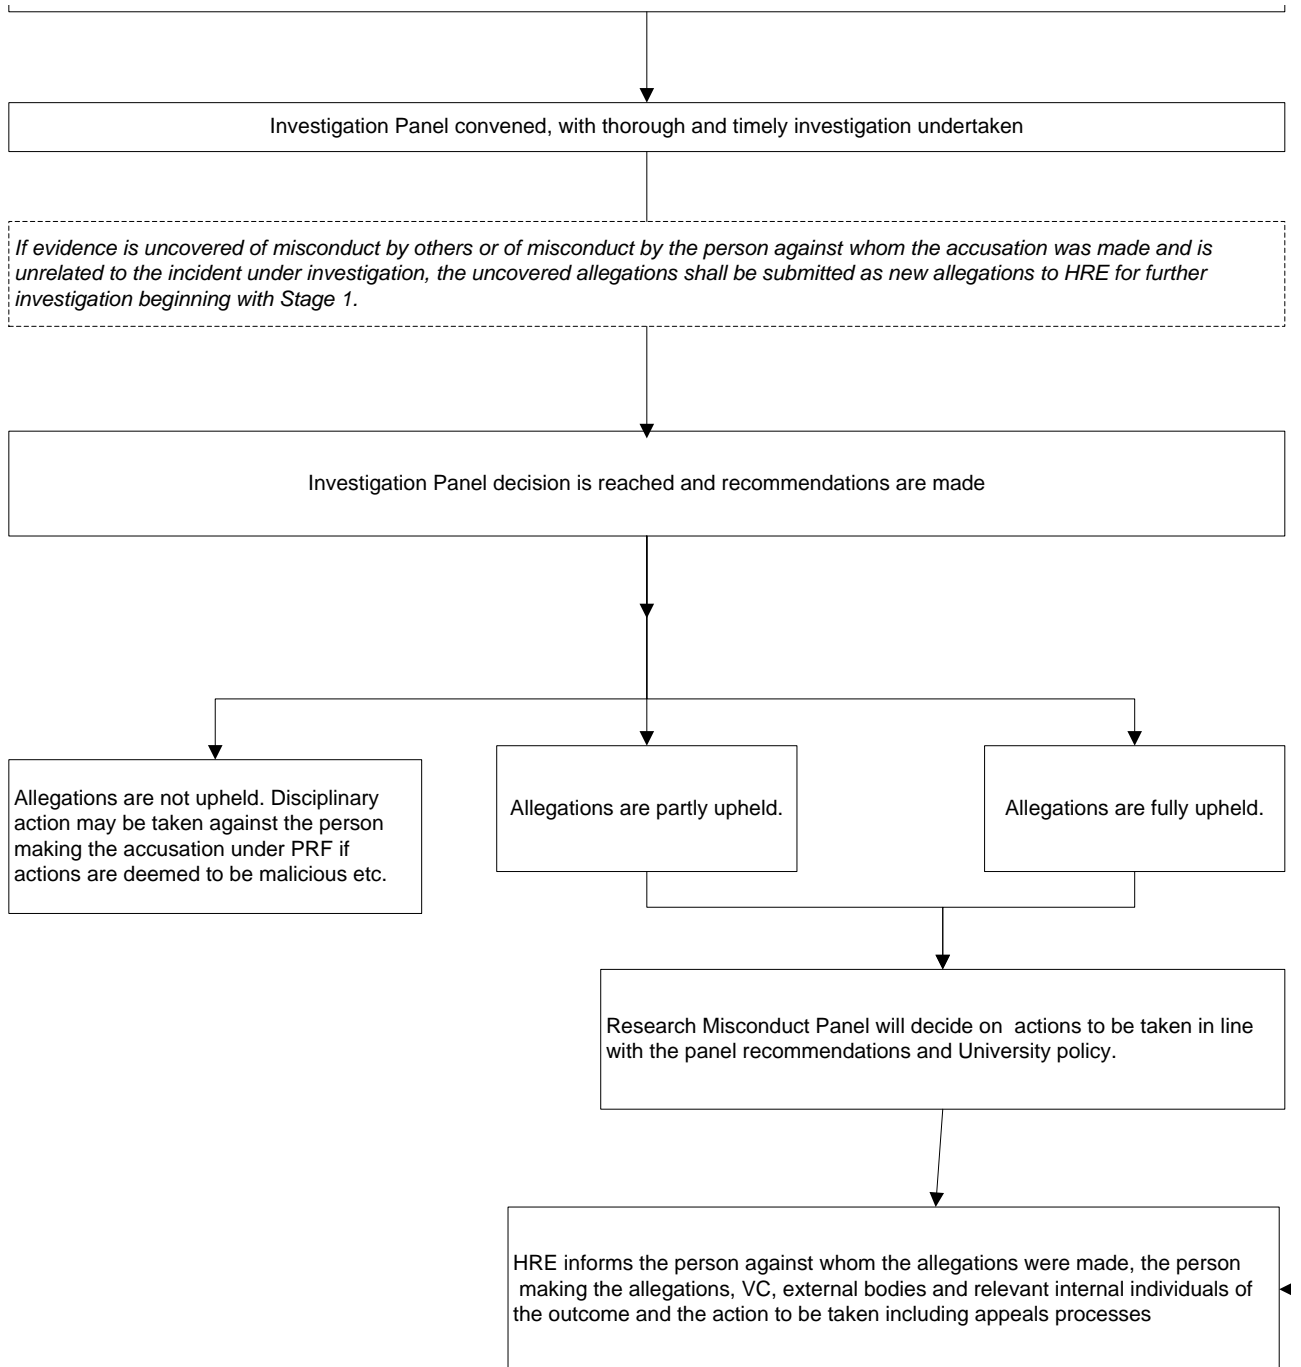 Investigation Panel convened, with thorough and timely investigation undertaken
If evidence is uncovered of misconduct by others or of misconduct by the person against whom the accusation was made and is
unrelated to the incident under investigation, the uncovered allegations shall be submitted as new allegations to HRE for further
investigation beginning with Stage 1.
Investigation Panel decision is reached and recommendations are made
Allegations are not upheld. Disciplinary
action may be taken against the person
making the accusation under PRF if
actions are deemed to be malicious etc.
Allegations are partly upheld.
Allegations are fully upheld.
Research Misconduct Panel will decide on  actions to be taken in line
with the panel recommendations and University policy.
HRE informs the person against whom the allegations were made, the person
making the allegations, VC, external bodies and relevant internal individuals of
the outcome and the action to be taken including appeals processes